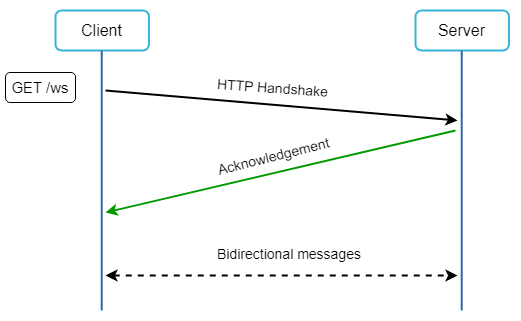 Client
Server
GET /ws
HTTP Handshake
Acknowledgement
Bidirectional messages